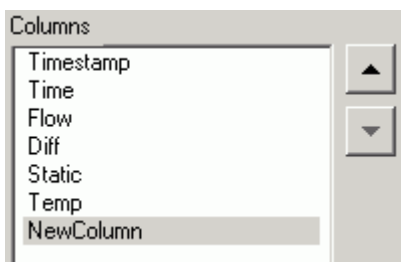 Columns
Timestamp
Time
Flow
Diff
Static
Temp
NewColumn